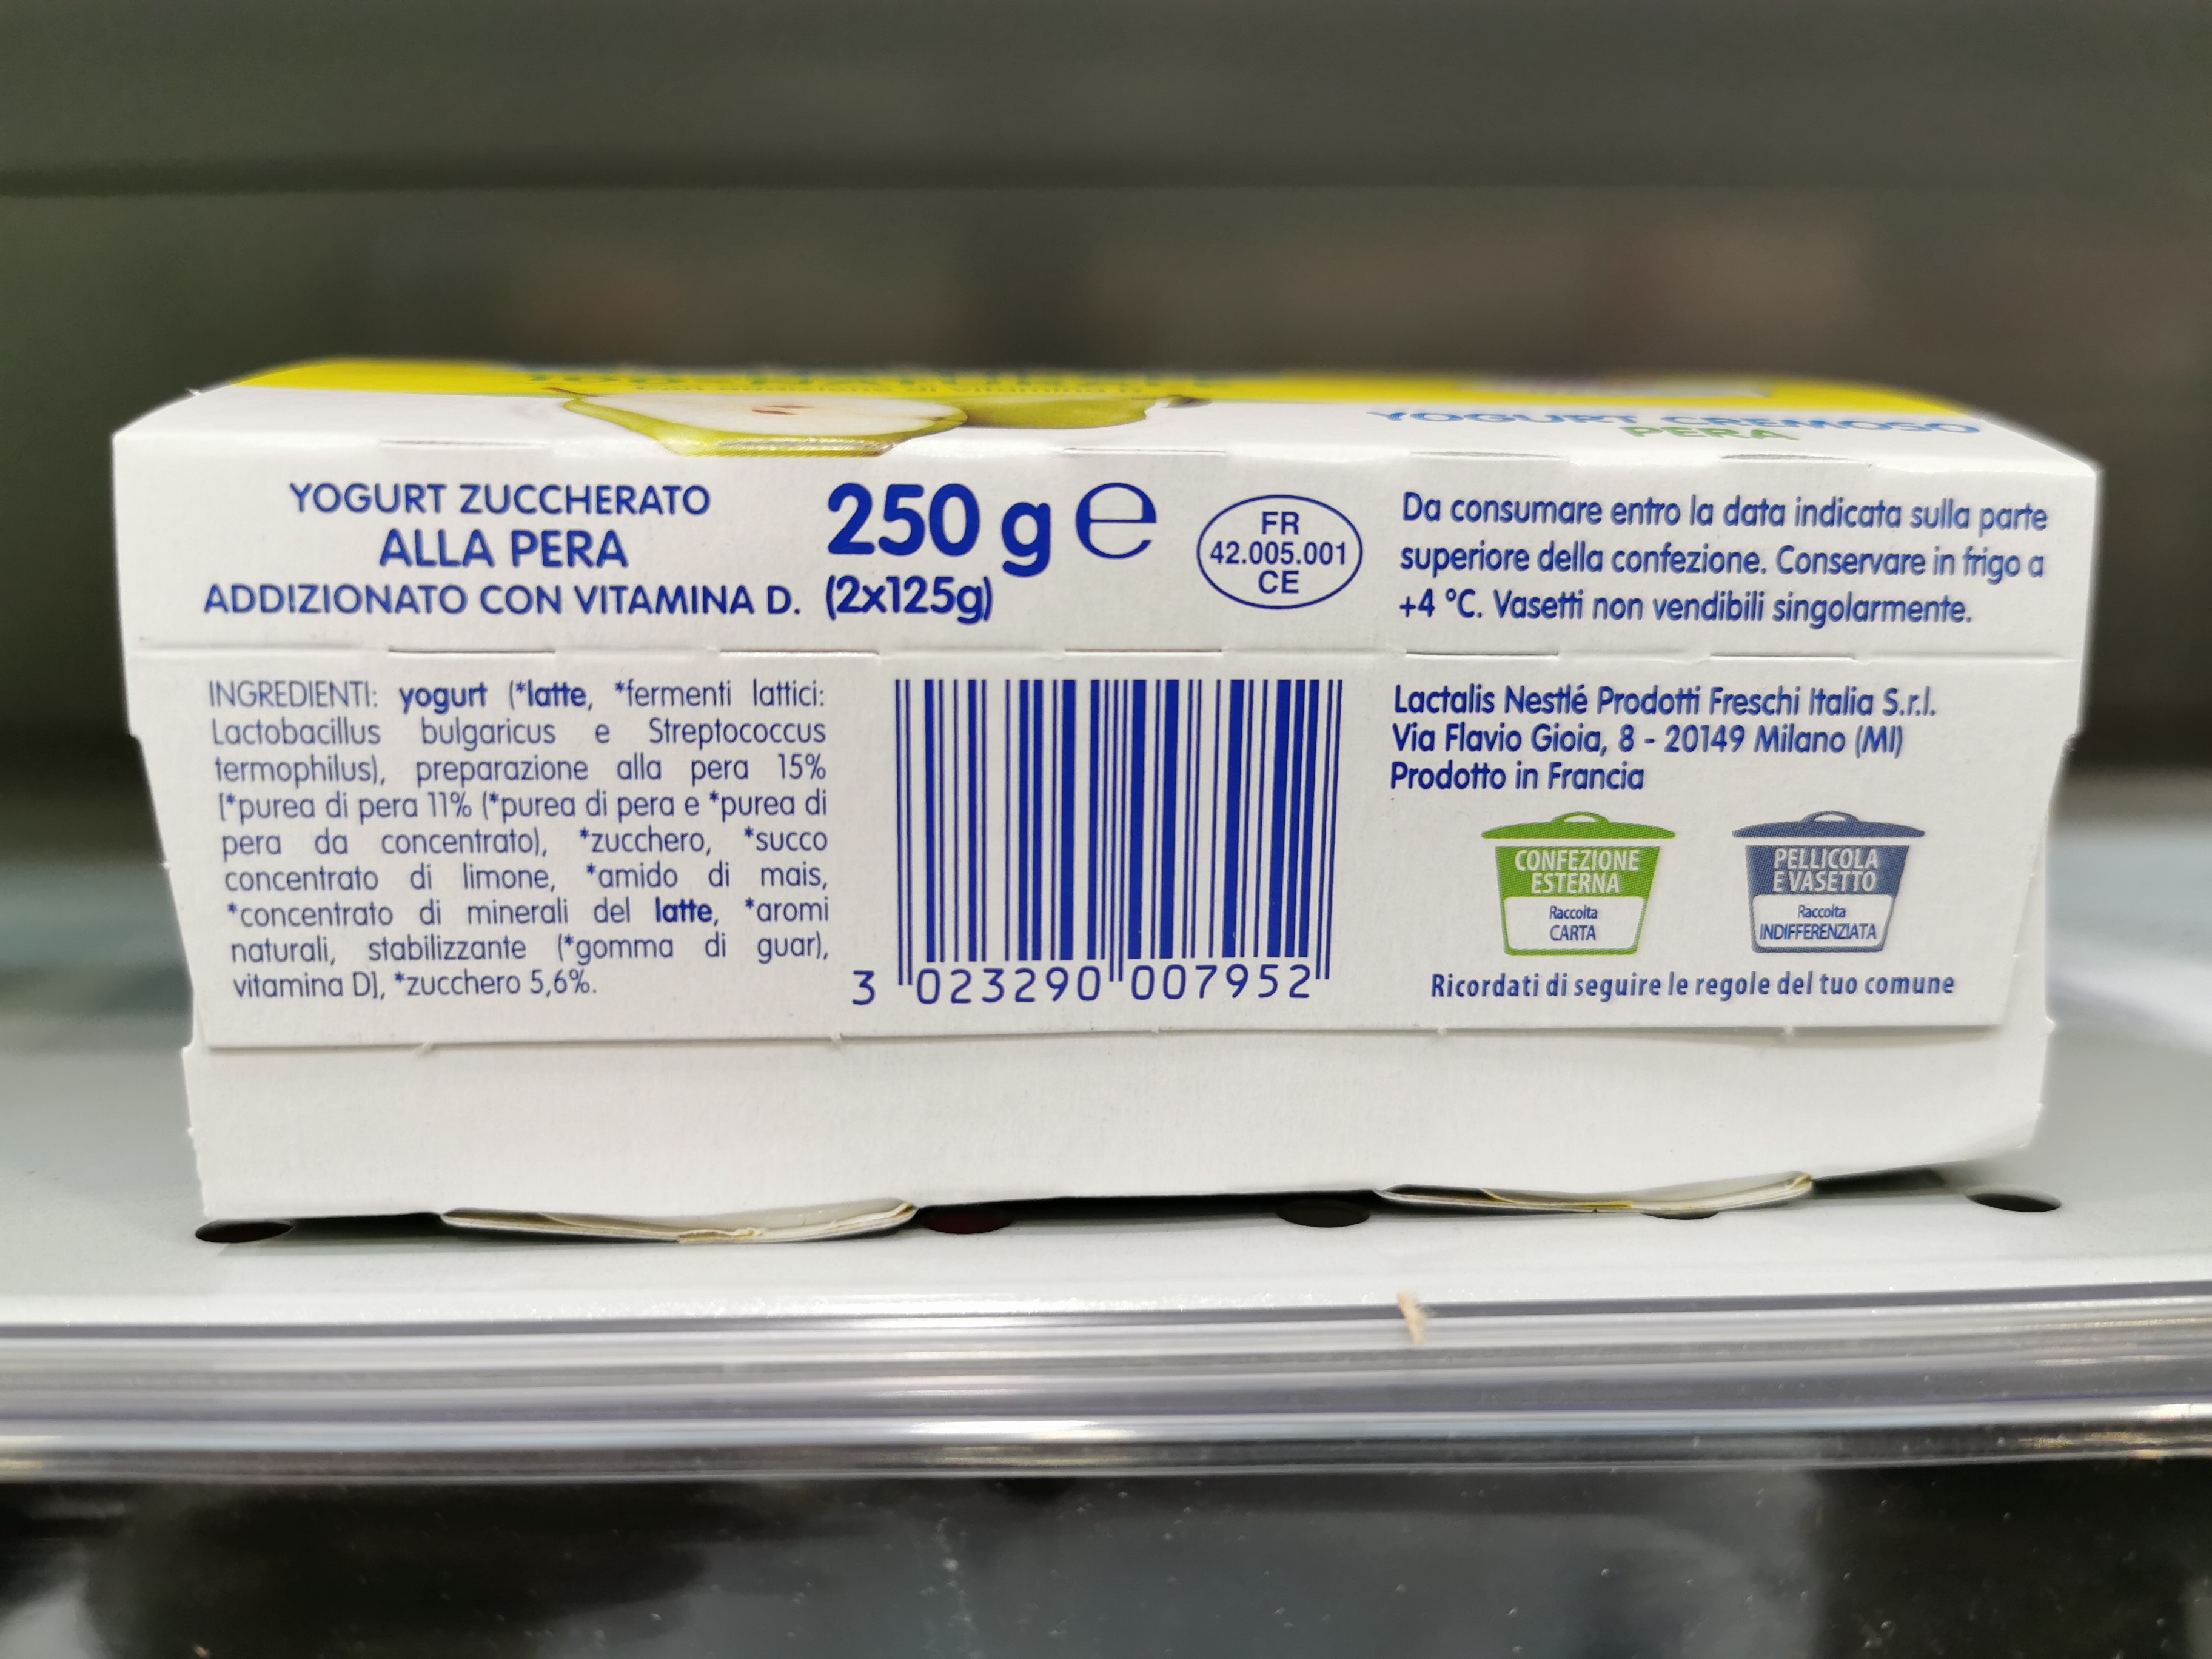 YOGURT CREMOSO
PERA
YOGURT ZUCCHERATO
ALLA PERA
ADDIZIONATO CON VITAMINA D.
250 g e
(2x125g)
FR
42.005.001
CE
Da consumare entro la data indicata sulla parte
superiore della confezione. Conservare in frigo a
+4 °C. Vasetti non vendibili singolarmente.
INGREDIENTI: yogurt (*latte, *fermenti lattici:
Lactobacillus bulgaricus e Streptococcus
termophilus), preparazione alla pera 15%
[*purea di pera 11% (*purea di pera e *purea di
pera da concentrato), *zucchero, *succo
concentrato di limone, *amido di mais,
*concentrato di minerali del latte, *aromi
naturali, stabilizzante (*gomma di guar),
vitamina D], *zucchero 5,6%.
3 023290 007952
Lactalis Nestlé Prodotti Freschi Italia S.r.l.
Via Flavio Gioia, 8 - 20149 Milano (MI)
Prodotto in Francia
CONFEZIONE
ESTERNA
Raccolta
CARTA
PELLICOLA
E VASETTO
Raccolta
INDIFFERENZIATA
Ricordati di seguire le regole del tuo comune